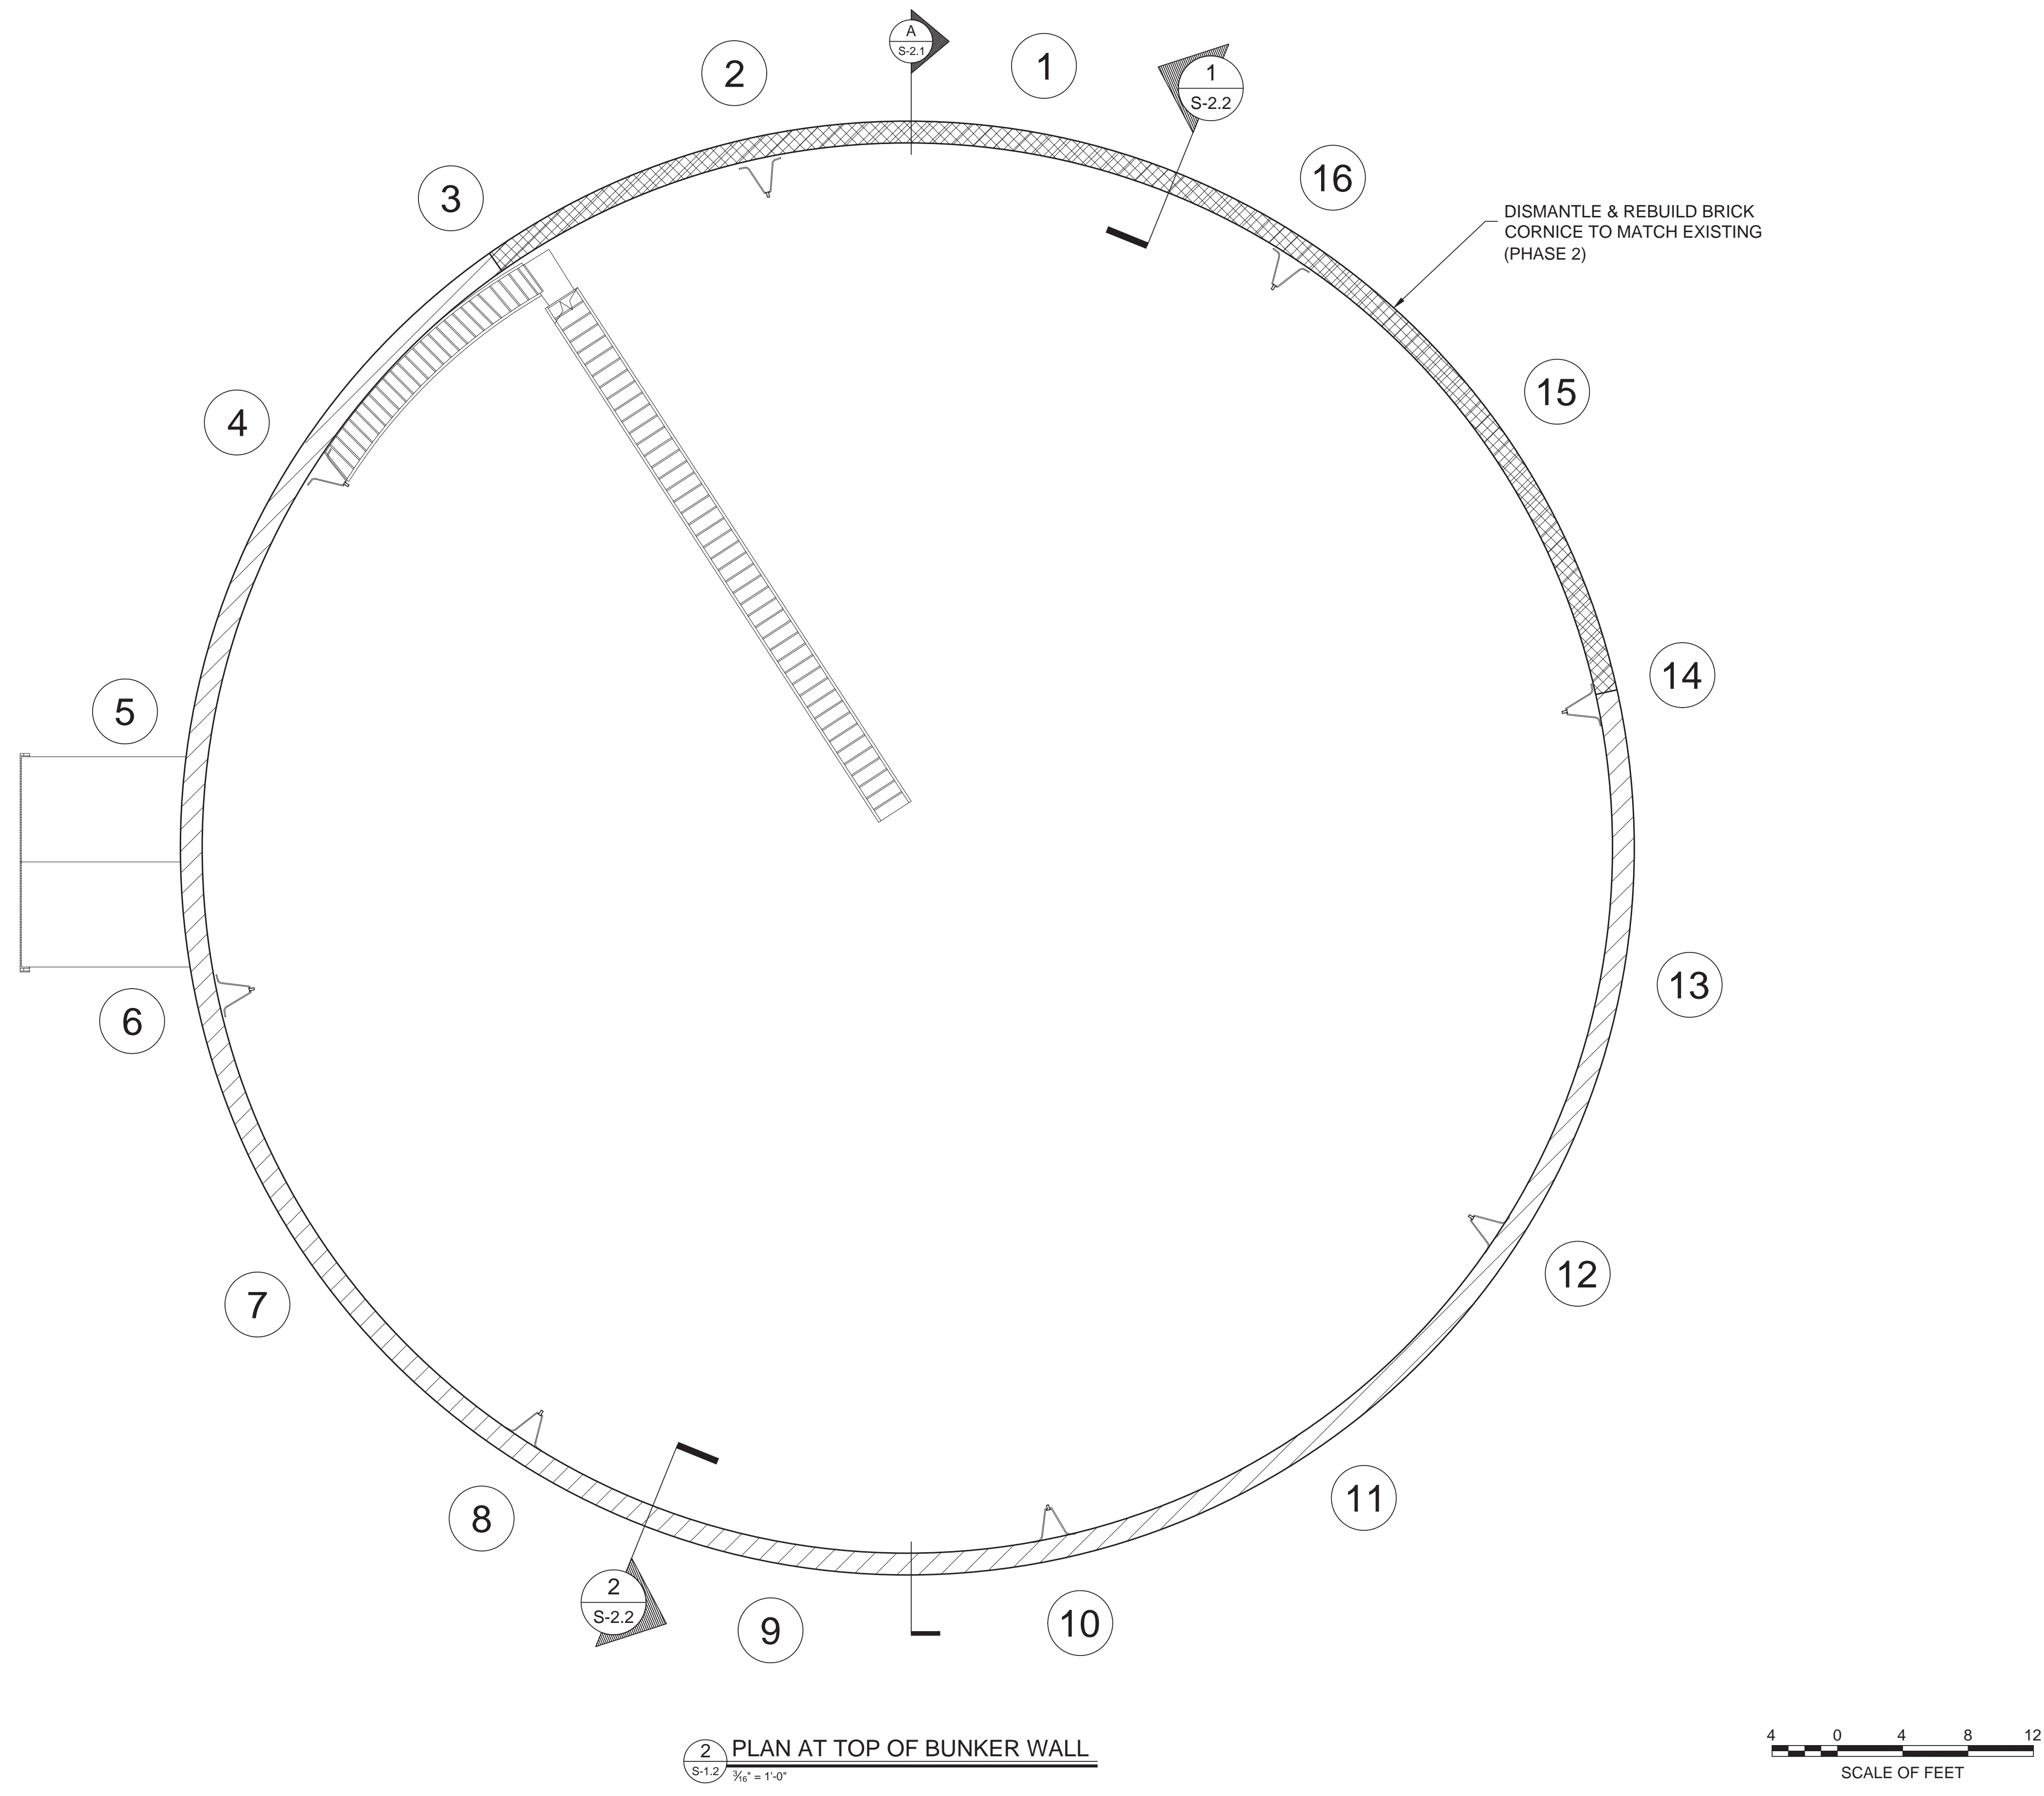 A
S-2.1
2
1
1
S-2.2
3
16
DISMANTLE & REBUILD BRICK
CORNICE TO MATCH EXISTING
(PHASE 2)
4
15
5
14
6
13
7
12
8
11
2
S-2.2
9
10
2
S-1.2
PLAN AT TOP OF BUNKER WALL
3⁄16" = 1'-0"
4 0 4 8 12
SCALE OF FEET